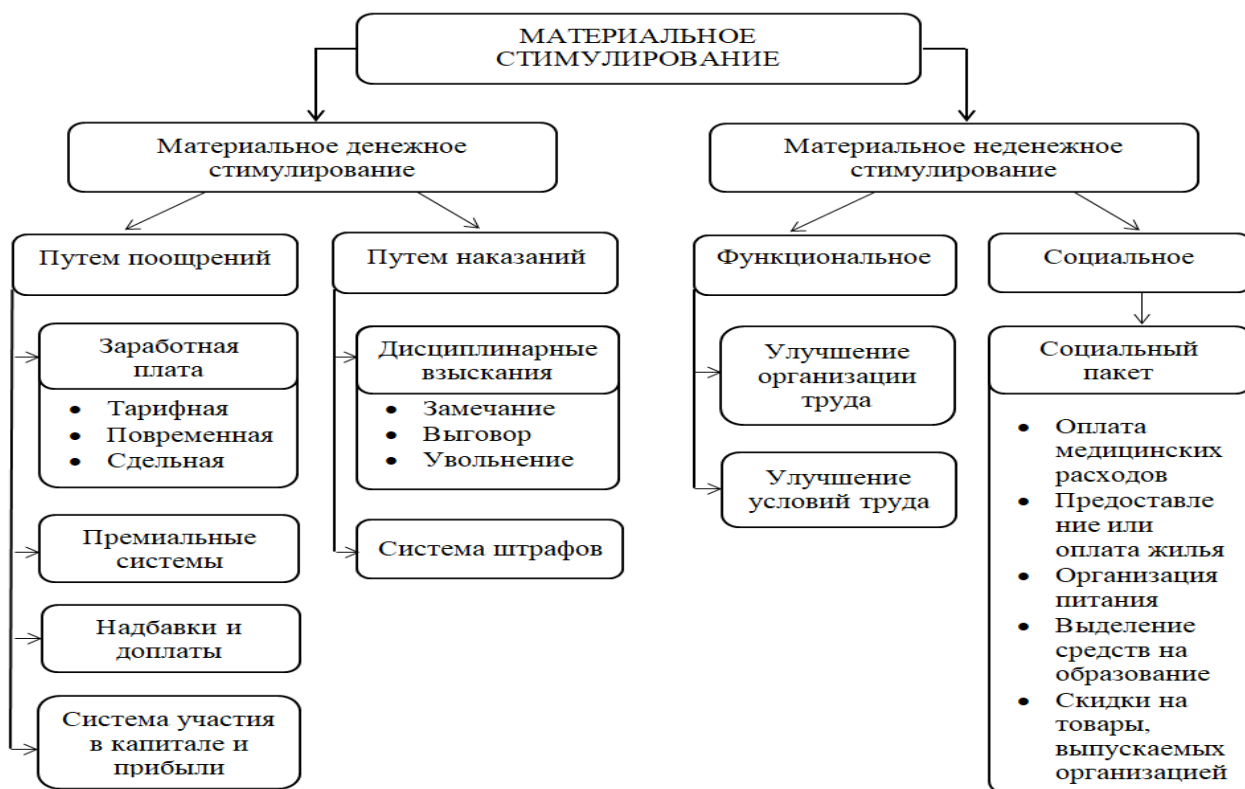 МАТЕРИАЛЬНОЕ
СТИМУЛИРОВАНИЕ
Материальное денежное
стимулирование
Материальное неденежное
стимулирование
Путем поощрений
Путем наказаний
Функциональное
Социальное
Заработная
плата
• Тарифная
• Повременная
• Сдельная
Премиальные
системы
Надбавки и
доплаты
Система участия
в капитале и
прибыли
Дисциплинарные
взыскания
• Замечание
• Выговор
• Увольнение
Система штрафов
Улучшение
организации
труда
Улучшение
условий труда
Социальный
пакет
• Оплата
медицинских
расходов
• Предоставле
ние или
оплата жилья
• Организация
питания
• Выделение
средств на
образование
• Скидки на
товары,
выпускаемых
организацией